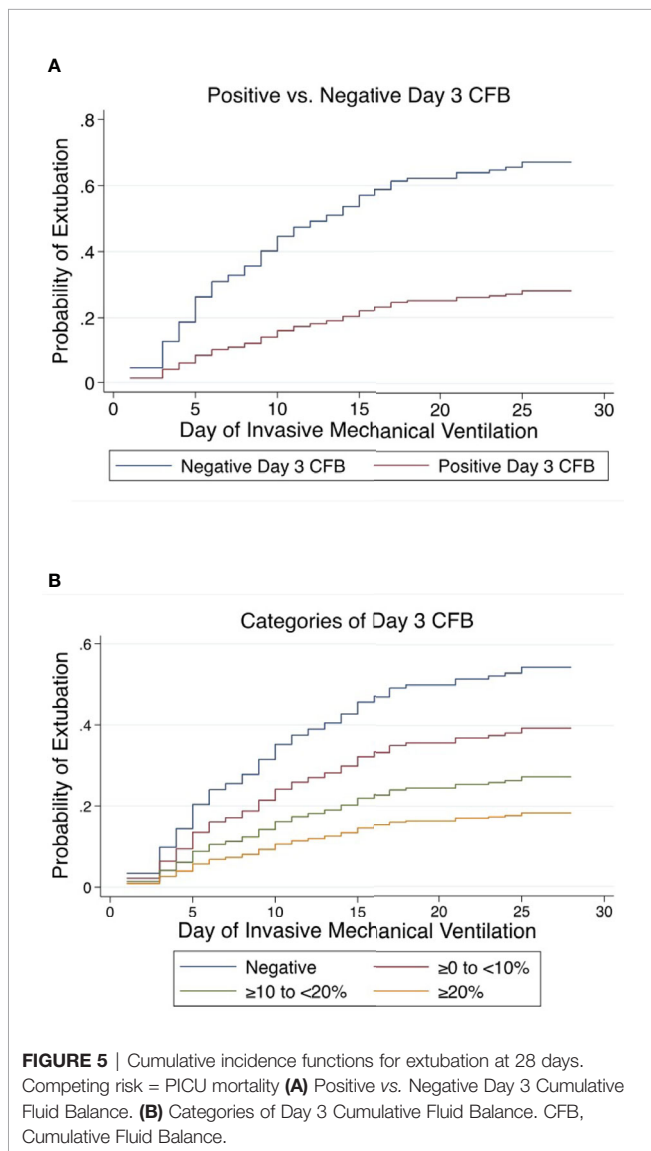 A
Positive vs. Negative Day 3 CFB
Probability of Extubation
.8
.6
.4
.2
0
0 5 10 15 20 25 30
Day of Invasive Mechanical Ventilation
Negative Day 3 CFB Positive Day 3 CFB
B
Categories of Day 3 CFB
Probability of Extubation
.6
.4
.2
0
0 5 10 15 20 25 30
Day of Invasive Mechanical Ventilation
Negative ≥0 to <10%
≥10 to <20% ≥20%
FIGURE 5 | Cumulative incidence functions for extubation at 28 days.
Competing risk = PICU mortality (A) Positive vs. Negative Day 3 Cumulative
Fluid Balance. (B) Categories of Day 3 Cumulative Fluid Balance. CFB,
Cumulative Fluid Balance.